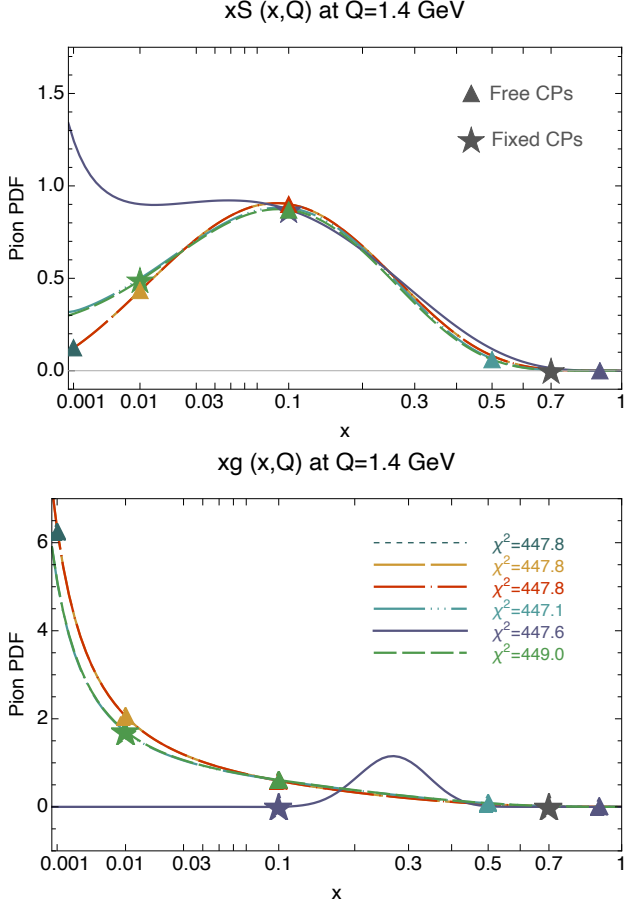 xS (x,Q) at Q=1.4 GeV
Pion PDF
1.5
1.0
0.5
0.0
Free CPs
Fixed CPs
0.001 0.01 0.03 0.1 0.3 0.5 0.7 1
x
xg (x,Q) at Q=1.4 GeV
Pion PDF
6
4
2
0
χ²=447.8
χ²=447.8
χ²=447.8
χ²=447.1
χ²=447.6
χ²=449.0
0.001 0.01 0.1 0.3 0.5 0.7 1
x